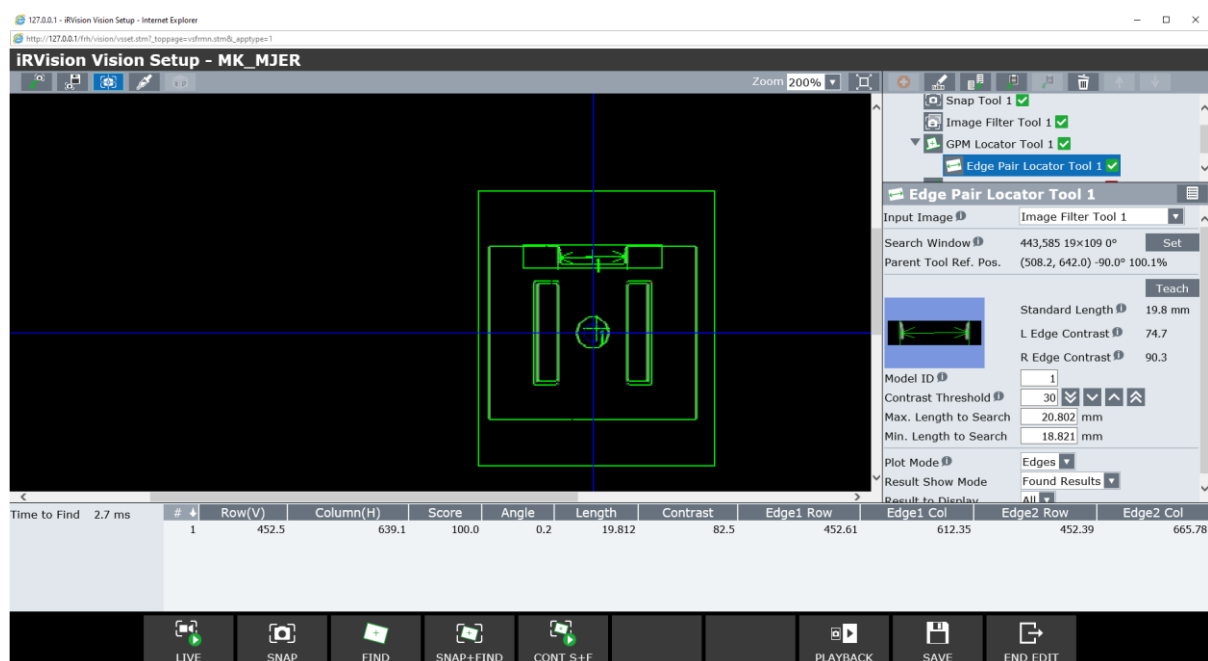 127.0.0.1 - iRVision Vision Setup - Internet Explorer
http://127.0.0.1/frh/vision/vsset.stm?_toppage=vsfrmn.stm&_apptype=1
iRVision Vision Setup - MK_MJER
Zoom 200%
Snap Tool 1
Image Filter Tool 1
GPM Locator Tool 1
Edge Pair Locator Tool 1
Edge Pair Locator Tool 1
Input Image Image Filter Tool 1
Search Window 443,585 19×109 0° Set
Parent Tool Ref. Pos. (508.2, 642.0) -90.0° 100.1%
Teach
Standard Length 19.8 mm
L Edge Contrast 74.7
R Edge Contrast 90.3
Model ID 1
Contrast Threshold 30
Max. Length to Search 20.802 mm
Min. Length to Search 18.821 mm
Plot Mode Edges
Result Show Mode Found Results
Result to Display All
1
1
Time to Find 2.7 ms
# Row(V) Column(H) Score Angle Length Contrast Edge1 Row Edge1 Col Edge2 Row Edge2 Col
1 452.5 639.1 100.0 0.2 19.812 82.5 452.61 612.35 452.39 665.78
LIVE SNAP FIND SNAP+FIND CONT S+F PLAYBACK SAVE END EDIT